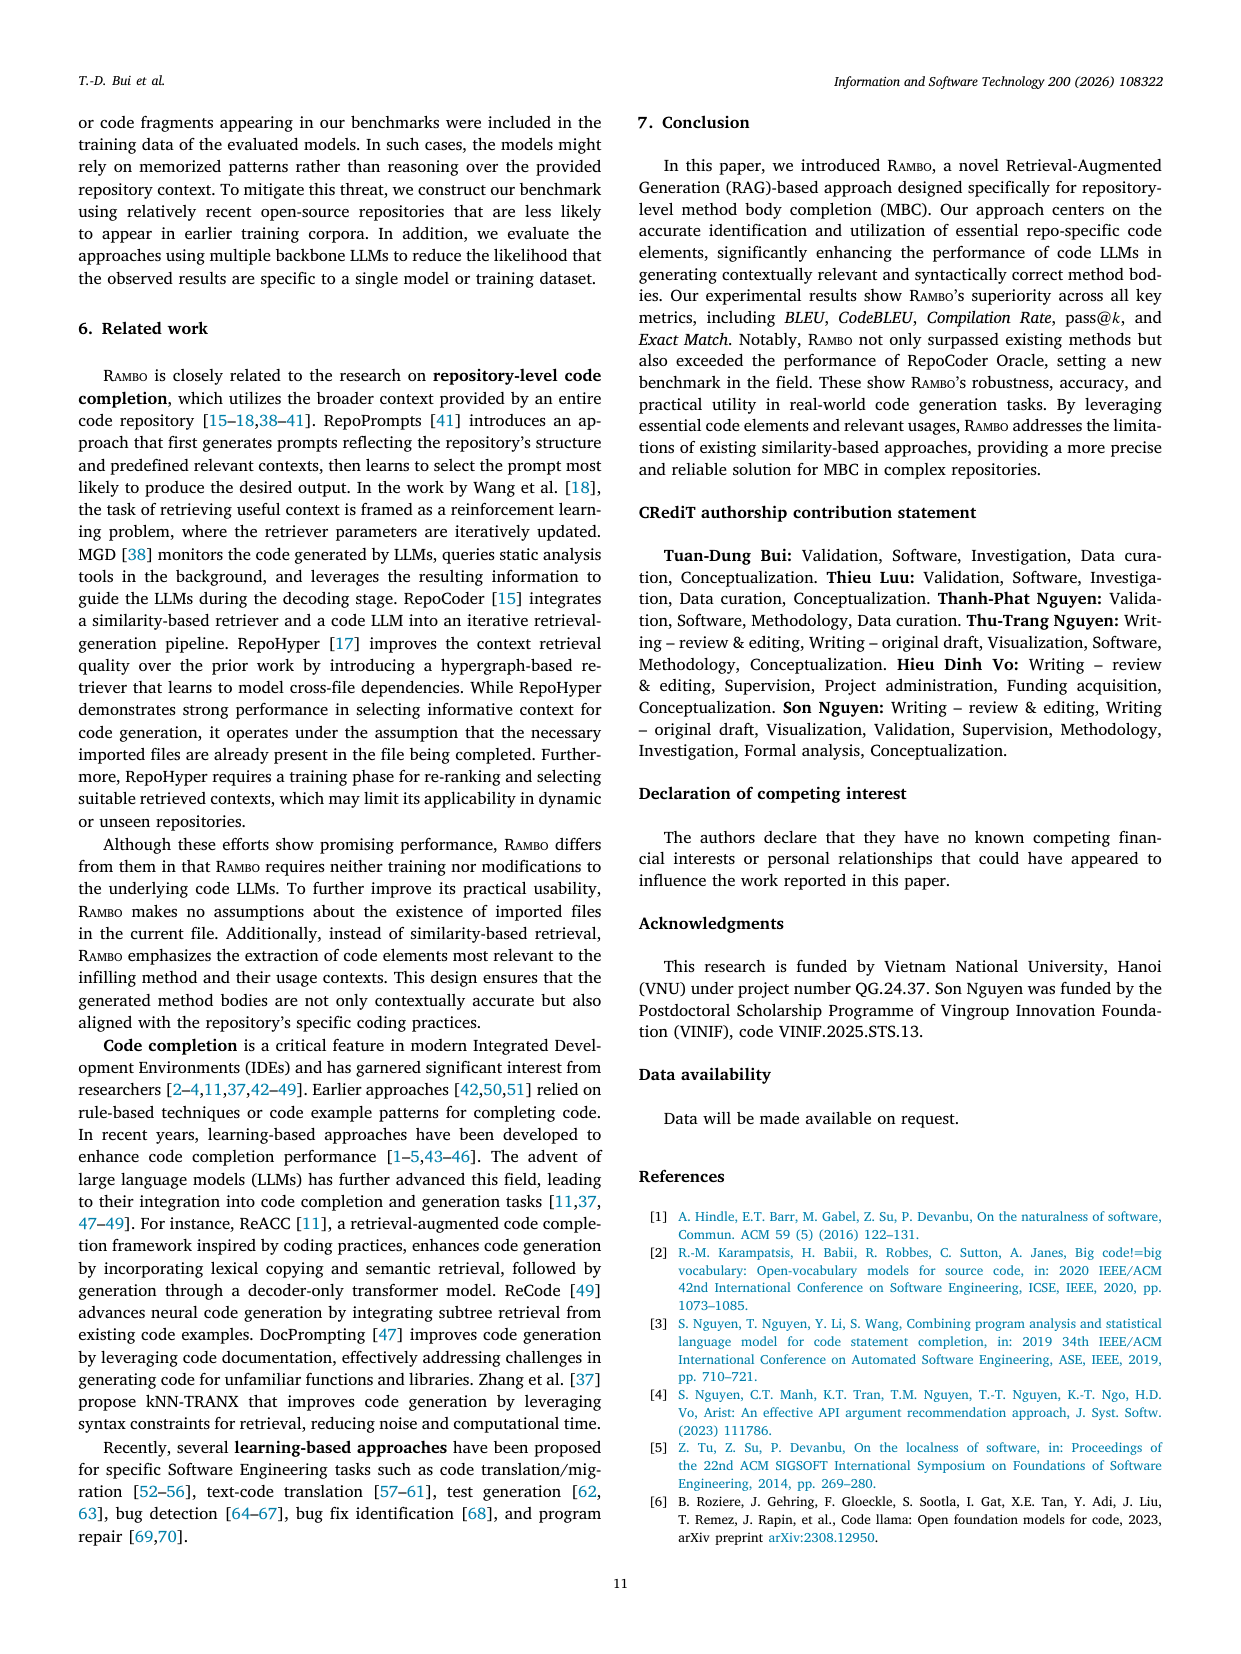 T.-D. Bui et al.
Information and Software Technology 200 (2026) 108322
or code fragments appearing in our benchmarks were included in the
training data of the evaluated models. In such cases, the models might
rely on memorized patterns rather than reasoning over the provided
repository context. To mitigate this threat, we construct our benchmark
using relatively recent open-source repositories that are less likely
to appear in earlier training corpora. In addition, we evaluate the
approaches using multiple backbone LLMs to reduce the likelihood that
the observed results are specific to a single model or training dataset.
6. Related work
RAMBO is closely related to the research on repository-level code
completion, which utilizes the broader context provided by an entire
code repository [15–18,38–41]. RepoPrompts [41] introduces an ap-
proach that first generates prompts reflecting the repository's structure
and predefined relevant contexts, then learns to select the prompt most
likely to produce the desired output. In the work by Wang et al. [18],
the task of retrieving useful context is framed as a reinforcement learn-
ing problem, where the retriever parameters are iteratively updated.
MGD [38] monitors the code generated by LLMs, queries static analysis
tools in the background, and leverages the resulting information to
guide the LLMs during the decoding stage. RepoCoder [15] integrates
a similarity-based retriever and a code LLM into an iterative retrieval-
generation pipeline. RepoHyper [17] improves the context retrieval
quality over the prior work by introducing a hypergraph-based re-
triever that learns to model cross-file dependencies. While RepoHyper
demonstrates strong performance in selecting informative context for
code generation, it operates under the assumption that the necessary
imported files are already present in the file being completed. Further-
more, RepoHyper requires a training phase for re-ranking and selecting
suitable retrieved contexts, which may limit its applicability in dynamic
or unseen repositories.
Although these efforts show promising performance, RAMBO differs
from them in that RAMBO requires neither training nor modifications to
the underlying code LLMs. To further improve its practical usability,
RAMBO makes no assumptions about the existence of imported files
in the current file. Additionally, instead of similarity-based retrieval,
RAMBO emphasizes the extraction of code elements most relevant to the
infilling method and their usage contexts. This design ensures that the
generated method bodies are not only contextually accurate but also
aligned with the repository's specific coding practices.
Code completion is a critical feature in modern Integrated Devel-
opment Environments (IDEs) and has garnered significant interest from
researchers [2–4,11,37,42–49]. Earlier approaches [42,50,51] relied on
rule-based techniques or code example patterns for completing code.
In recent years, learning-based approaches have been developed to
enhance code completion performance [1–5,43–46]. The advent of
large language models (LLMs) has further advanced this field, leading
to their integration into code completion and generation tasks [11,37,
47–49]. For instance, ReACC [11], a retrieval-augmented code comple-
tion framework inspired by coding practices, enhances code generation
by incorporating lexical copying and semantic retrieval, followed by
generation through a decoder-only transformer model. ReCode [49]
advances neural code generation by integrating subtree retrieval from
existing code examples. DocPrompting [47] improves code generation
by leveraging code documentation, effectively addressing challenges in
generating code for unfamiliar functions and libraries. Zhang et al. [37]
propose kNN-TRANX that improves code generation by leveraging
syntax constraints for retrieval, reducing noise and computational time.
Recently, several learning-based approaches have been proposed
for specific Software Engineering tasks such as code translation/mig-
ration [52–56], text-code translation [57–61], test generation [62,
63], bug detection [64–67], bug fix identification [68], and program
repair [69,70].
7. Conclusion
In this paper, we introduced RAMBO, a novel Retrieval-Augmented
Generation (RAG)-based approach designed specifically for repository-
level method body completion (MBC). Our approach centers on the
accurate identification and utilization of essential repo-specific code
elements, significantly enhancing the performance of code LLMs in
generating contextually relevant and syntactically correct method bod-
ies. Our experimental results show RAMBO's superiority across all key
metrics, including BLEU, CodeBLEU, Compilation Rate, pass@k, and
Exact Match. Notably, RAMBO not only surpassed existing methods but
also exceeded the performance of RepoCoder Oracle, setting a new
benchmark in the field. These show RAMBO's robustness, accuracy, and
practical utility in real-world code generation tasks. By leveraging
essential code elements and relevant usages, RAMBO addresses the limita-
tions of existing similarity-based approaches, providing a more precise
and reliable solution for MBC in complex repositories.
CRediT authorship contribution statement
Tuan-Dung Bui: Validation, Software, Investigation, Data cura-
tion, Conceptualization. Thieu Luu: Validation, Software, Investiga-
tion, Data curation, Conceptualization. Thanh-Phat Nguyen: Valida-
tion, Software, Methodology, Data curation. Thu-Trang Nguyen: Writ-
ing – review & editing, Writing – original draft, Visualization, Software,
Methodology, Conceptualization. Hieu Dinh Vo: Writing – review
& editing, Supervision, Project administration, Funding acquisition,
Conceptualization. Son Nguyen: Writing – review & editing, Writing
– original draft, Visualization, Validation, Supervision, Methodology,
Investigation, Formal analysis, Conceptualization.
Declaration of competing interest
The authors declare that they have no known competing finan-
cial interests or personal relationships that could have appeared to
influence the work reported in this paper.
Acknowledgments
This research is funded by Vietnam National University, Hanoi
(VNU) under project number QG.24.37. Son Nguyen was funded by the
Postdoctoral Scholarship Programme of Vingroup Innovation Founda-
tion (VINIF), code VINIF.2025.STS.13.
Data availability
Data will be made available on request.
References
[1] A. Hindle, E.T. Barr, M. Gabel, Z. Su, P. Devanbu, On the naturalness of software,
Commun. ACM 59 (5) (2016) 122–131.
[2] R.-M. Karampatsis, H. Babii, R. Robbes, C. Sutton, A. Janes, Big code!=big
vocabulary: Open-vocabulary models for source code, in: 2020 IEEE/ACM
42nd International Conference on Software Engineering, ICSE, IEEE, 2020, pp.
1073–1085.
[3] S. Nguyen, T. Nguyen, Y. Li, S. Wang, Combining program analysis and statistical
language model for code statement completion, in: 2019 34th IEEE/ACM
International Conference on Automated Software Engineering, ASE, IEEE, 2019,
pp. 710–721.
[4] S. Nguyen, C.T. Manh, K.T. Tran, T.M. Nguyen, T.-T. Nguyen, K.-T. Ngo, H.D.
Vo, Arist: An effective API argument recommendation approach, J. Syst. Softw.
(2023) 111786.
[5] Z. Tu, Z. Su, P. Devanbu, On the localness of software, in: Proceedings of
the 22nd ACM SIGSOFT International Symposium on Foundations of Software
Engineering, 2014, pp. 269–280.
[6] B. Roziere, J. Gehring, F. Gloeckle, S. Sootla, I. Gat, X.E. Tan, Y. Adi, J. Liu,
T. Remez, J. Rapin, et al., Code llama: Open foundation models for code, 2023,
arXiv preprint arXiv:2308.12950.
11